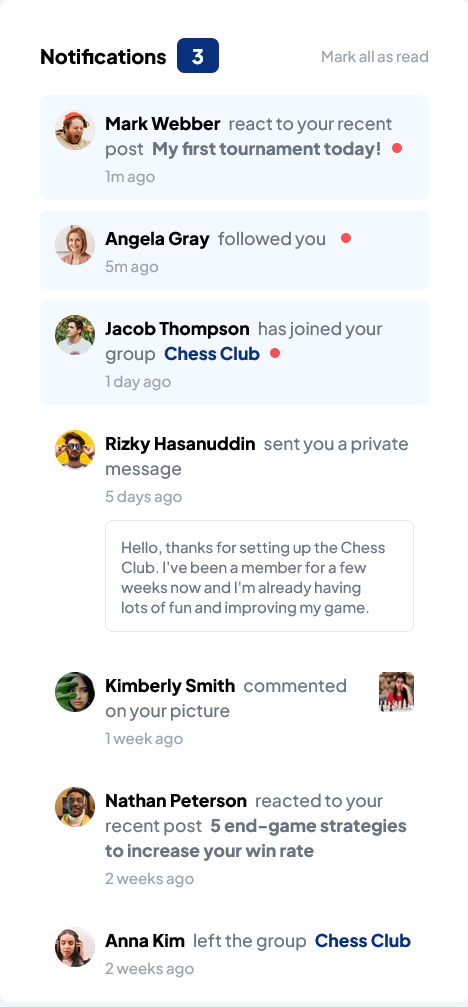 Notifications 3 Mark all as read
Mark Webber react to your recent
post My first tournament today!
1m ago
Angela Gray followed you
5m ago
Jacob Thompson has joined your
group Chess Club
1 day ago
Rizky Hasanuddin sent you a private
message
5 days ago
Hello, thanks for setting up the Chess
Club. I've been a member for a few
weeks now and I'm already having
lots of fun and improving my game.
Kimberly Smith commented
on your picture
1 week ago
Nathan Peterson reacted to your
recent post 5 end-game strategies
to increase your win rate
2 weeks ago
Anna Kim left the group Chess Club
2 weeks ago